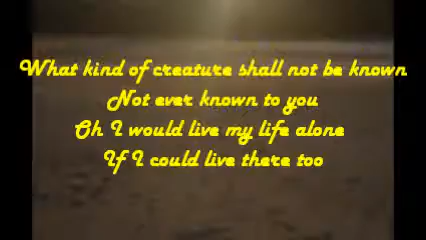 What kind of creature shall not be known
Not ever known to you
Oh I would live my life alone
If I could live there too